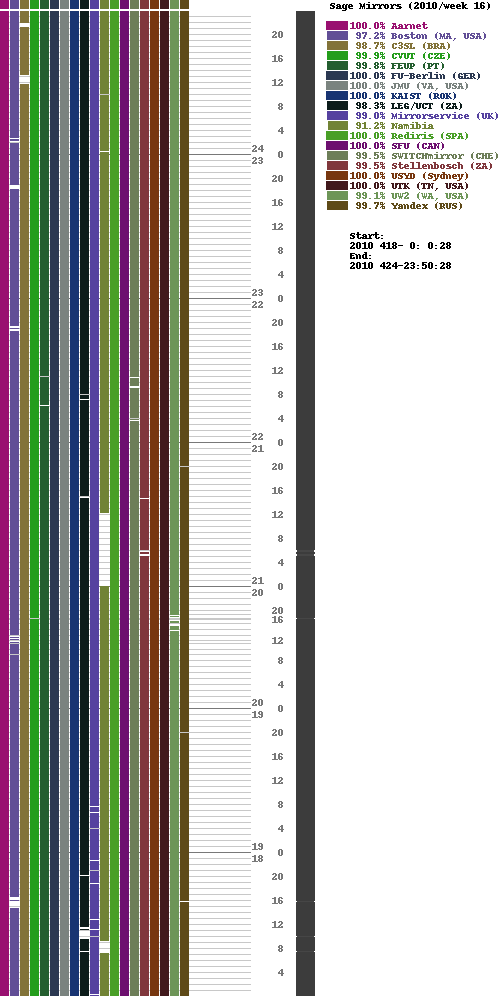 Sage Mirrors (2010/week 16)
100.0% Aarnet
97.2% Boston (MA, USA)
98.7% C3SL (BRA)
99.9% CVUT (CZE)
99.8% FEUP (PT)
100.0% FU-Berlin (GER)
100.0% JMU (VA, USA)
100.0% KAIST (ROK)
98.3% LEG/UCT (ZA)
99.0% Mirrorservice (UK)
91.2% Namibia
100.0% Rediris (SPA)
100.0% SFU (CAN)
99.5% SWITCHmirror (CHE)
99.5% Stellenbosch (ZA)
100.0% USYD (Sydney)
100.0% UTK (TN, USA)
99.1% UW2 (WA, USA)
99.7% Yandex (RUS)
Start:
2010 418- 0: 0:28
End:
2010 424-23:50:28
20
16
12
8
4
24
0
23
20
16
12
8
4
23
0
22
20
16
12
8
4
22
0
21
20
16
12
8
4
21
0
20
20
16
12
8
4
20
0
19
20
16
12
8
4
19
0
18
20
16
12
8
4